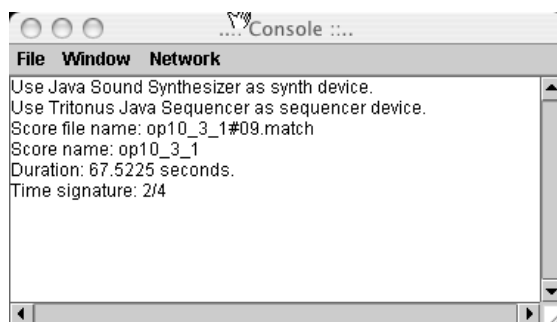 ....Console ::..
File Window Network
Use Java Sound Synthesizer as synth device.
Use Tritonus Java Sequencer as sequencer device.
Score file name: op10_3_1#09.match
Score name: op10_3_1
Duration: 67.5225 seconds.
Time signature: 2/4